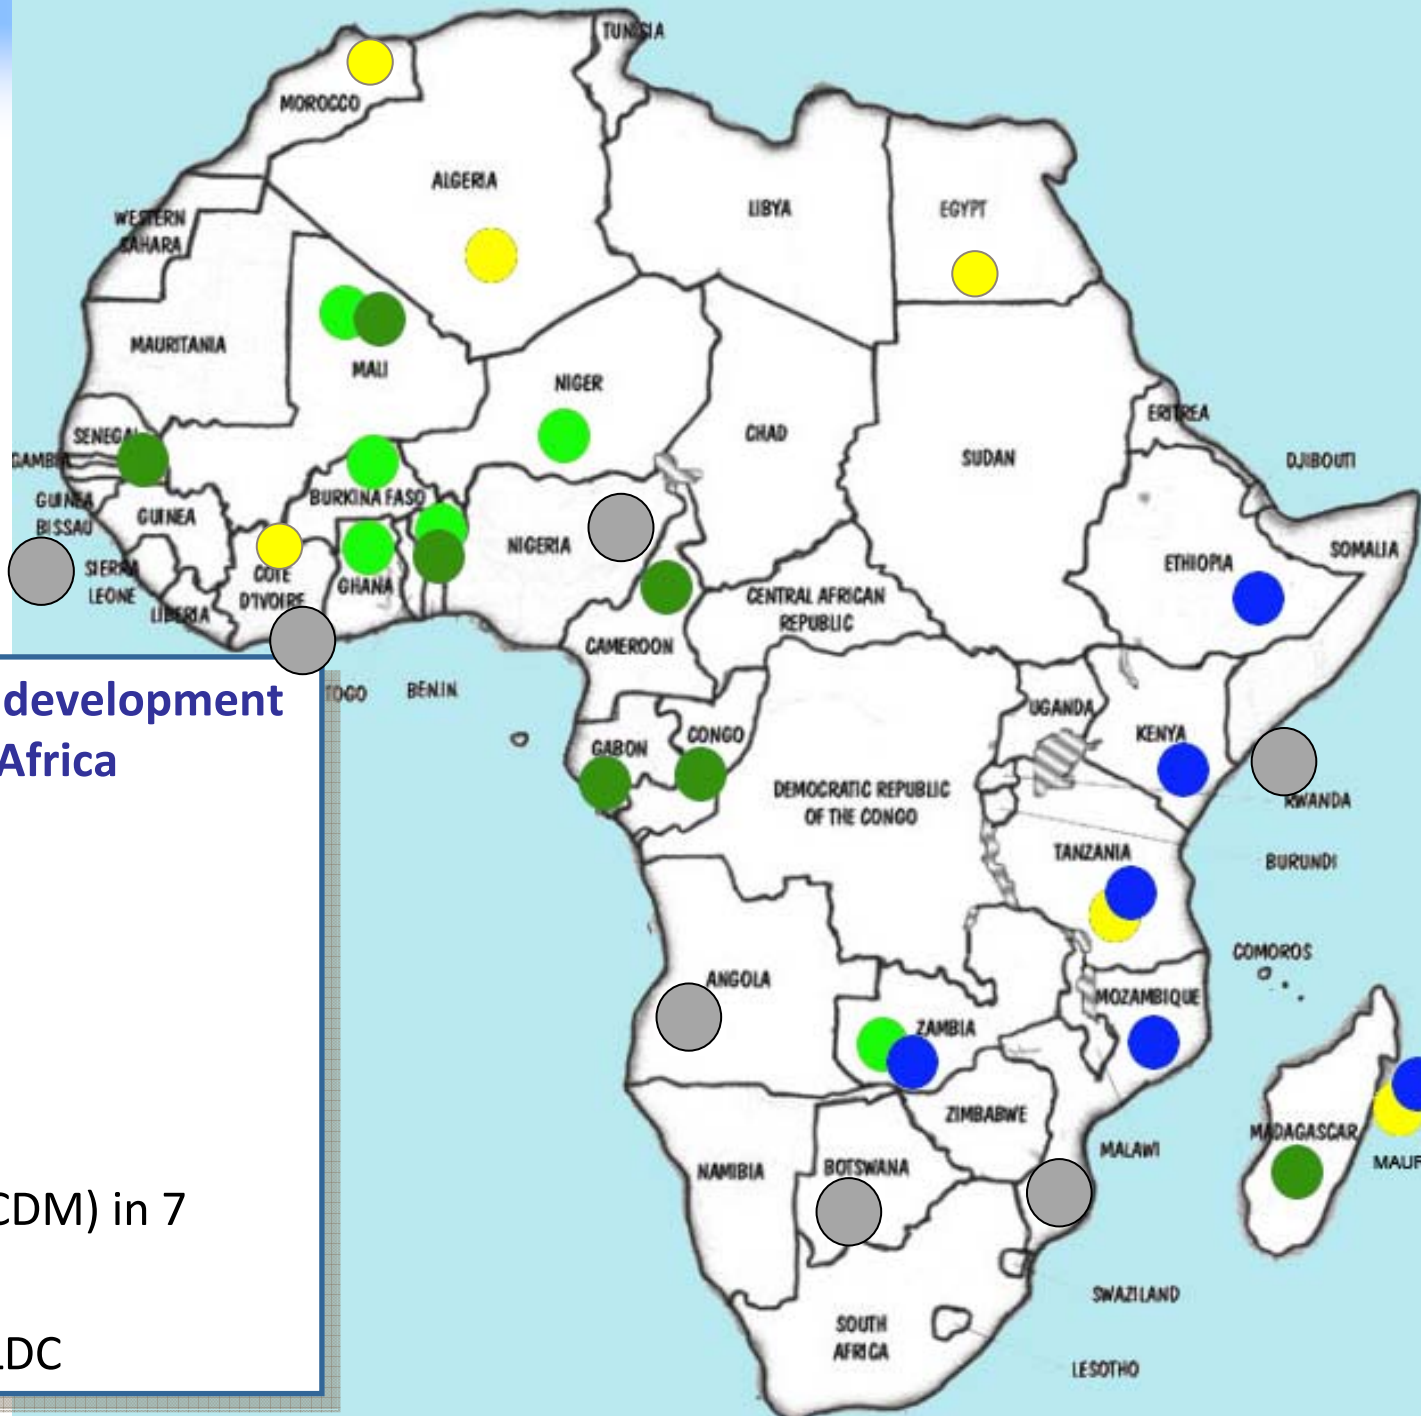 TUNISIA
MOROCCO
ALGERIA
LIBYA
EGYPT
WESTERN
SAHARA
MAURITANIA
MALI
NIGER
CHAD
SUDAN
ERITREA
DJIBOUTI
SENEGAL
GAMBIA
GUINEA
BISSAU
GUINEA
BURKINA FASO
NIGERIA
ETHIOPIA
SOMALIA
SIERRA
LEONE
LIBERIA
COTE
D'IVOIRE
GHANA
CENTRAL AFRICAN
REPUBLIC
CAMEROON
TOGO
BENIN
UGANDA
KENYA
GABON
CONGO
DEMOCRATIC REPUBLIC
OF THE CONGO
RWANDA
BURUNDI
TANZANIA
COMOROS
ANGOLA
ZAMBIA
MOZAMBIQUE
ZIMBABWE
MALAWI
MADAGASCAR
MAUR
NAMIBIA
BOTSWANA
SWAZILAND
SOUTH
AFRICA
LESOTHO
development
Africa
CDM) in 7
LDC